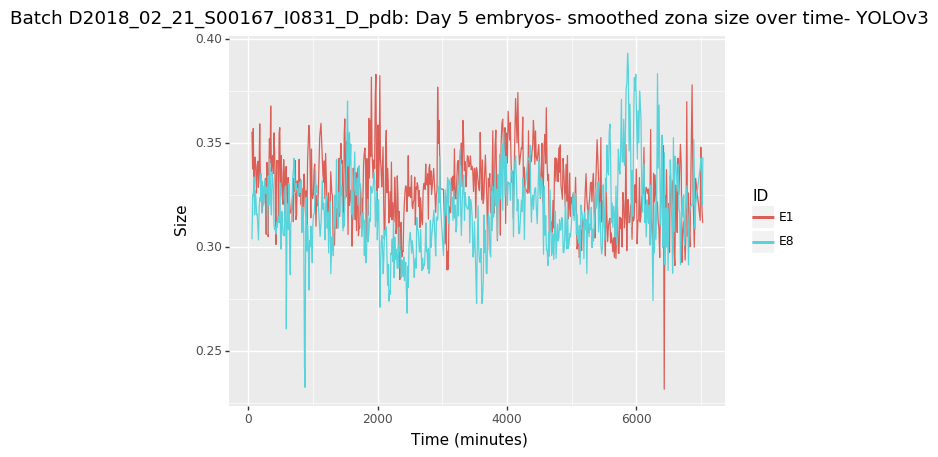 Batch D2018_02_21_S00167_I0831_D_pdb: Day 5 embryos- smoothed zona size over time- YOLOv3
0.40
0.35
0.30
0.25
Size
0
2000
4000
6000
Time (minutes)
ID
E1
E8